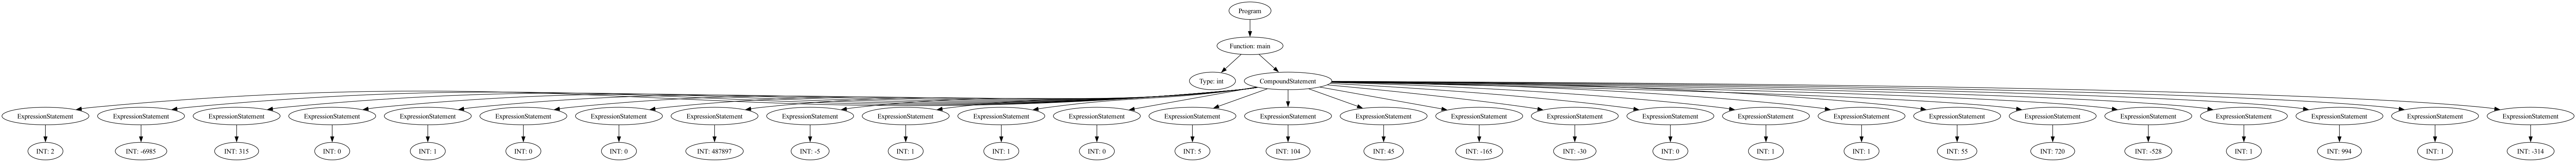 Program
Function: main
Type: int CompoundStatement
ExpressionStatement ExpressionStatement ExpressionStatement ExpressionStatement ExpressionStatement ExpressionStatement ExpressionStatement ExpressionStatement ExpressionStatement ExpressionStatement ExpressionStatement ExpressionStatement ExpressionStatement ExpressionStatement ExpressionStatement ExpressionStatement ExpressionStatement ExpressionStatement ExpressionStatement ExpressionStatement ExpressionStatement ExpressionStatement ExpressionStatement ExpressionStatement ExpressionStatement ExpressionStatement ExpressionStatement
INT: 2 INT: -6985 INT: 315 INT: 0 INT: 1 INT: 0 INT: 0 INT: 487897 INT: -5 INT: 1 INT: 1 INT: 0 INT: 5 INT: 104 INT: 45 INT: -165 INT: -30 INT: 0 INT: 1 INT: 1 INT: 55 INT: 720 INT: -528 INT: 1 INT: 994 INT: 1 INT: -314